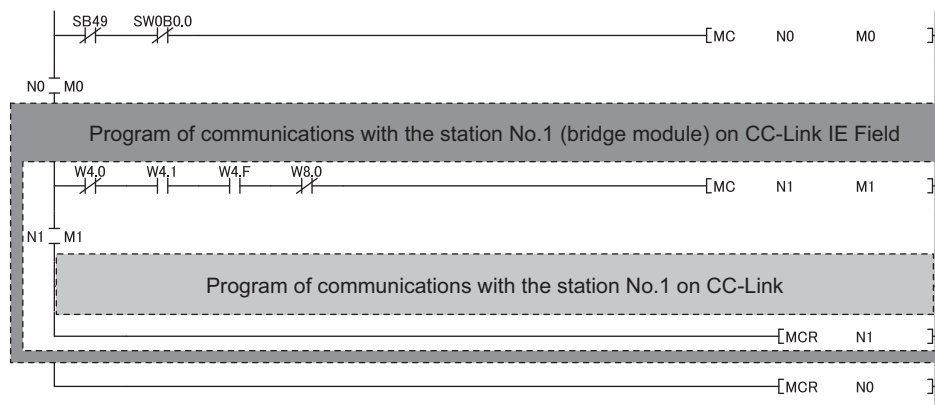 SB49 SW0B0.0
[MC N0 M0 ]
N0 M0
Program of communications with the station No.1 (bridge module) on CC-Link IE Field
W4.0 W4.1 W4.F W8.0
[MC N1 M1 ]
N1 M1
Program of communications with the station No.1 on CC-Link
[MCR N1 ]
[MCR N0 ]